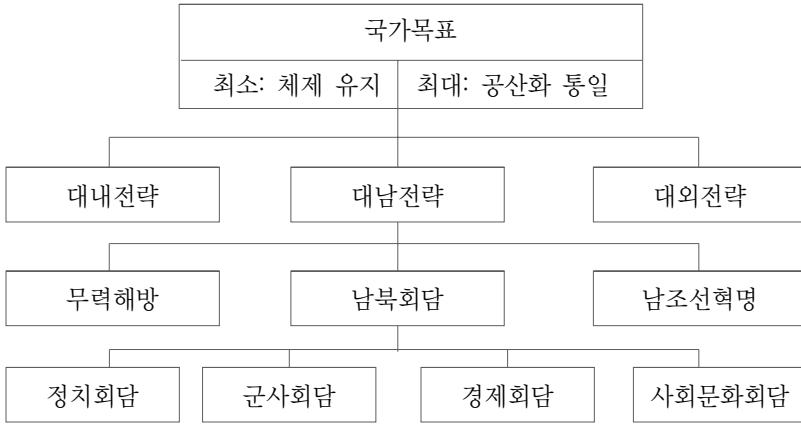 국가목표
최소: 체제 유지 최대: 공산화 통일
대내전략 대남전략 대외전략
무력해방 남북회담 남조선혁명
정치회담 군사회담 경제회담 사회문화회담